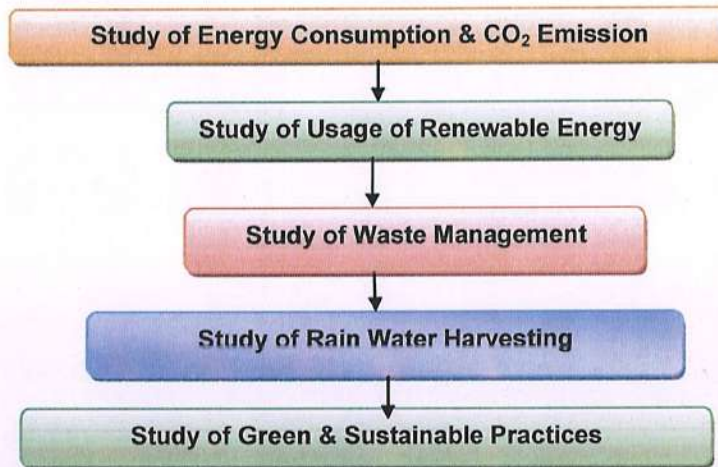 Study of Energy Consumption & CO₂ Emission
Study of Usage of Renewable Energy
Study of Waste Management
Study of Rain Water Harvesting
Study of Green & Sustainable Practices